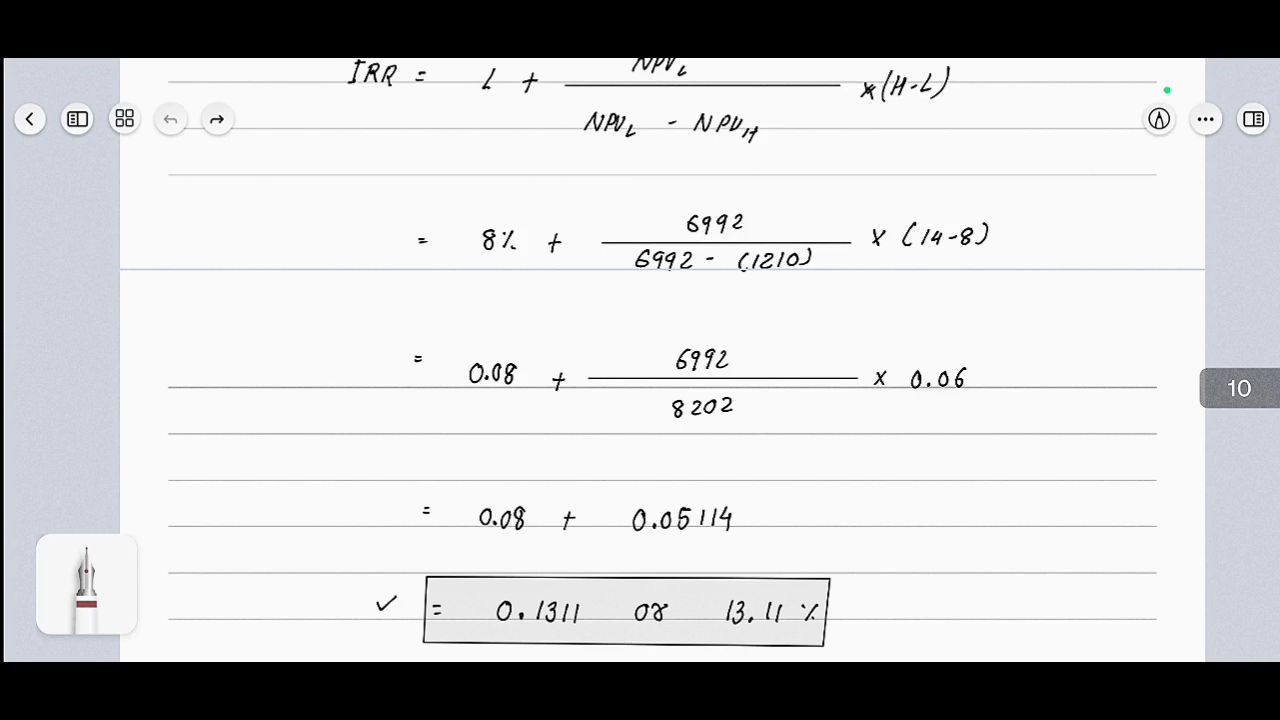 IRR = L + NPV_L / (NPV_L - NPV_H) x (H-L)
= 8% + 6992 / (6992 - (1210)) x (14-8)
= 0.08 + 6992 / 8202 x 0.06
10
= 0.08 + 0.05114
✓ = 0.1311 or 13.11 %